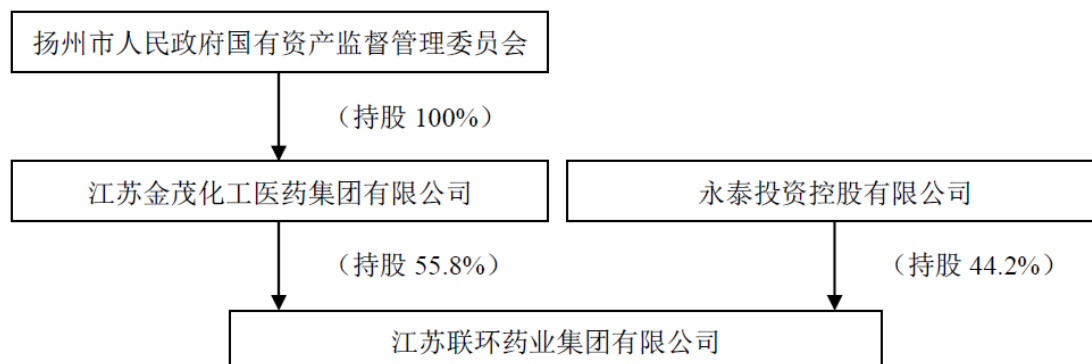 扬州市人民政府国有资产监督管理委员会
（持股 100%）
江苏金茂化工医药集团有限公司
永泰投资控股有限公司
（持股 55.8%）
（持股 44.2%）
江苏联环药业集团有限公司